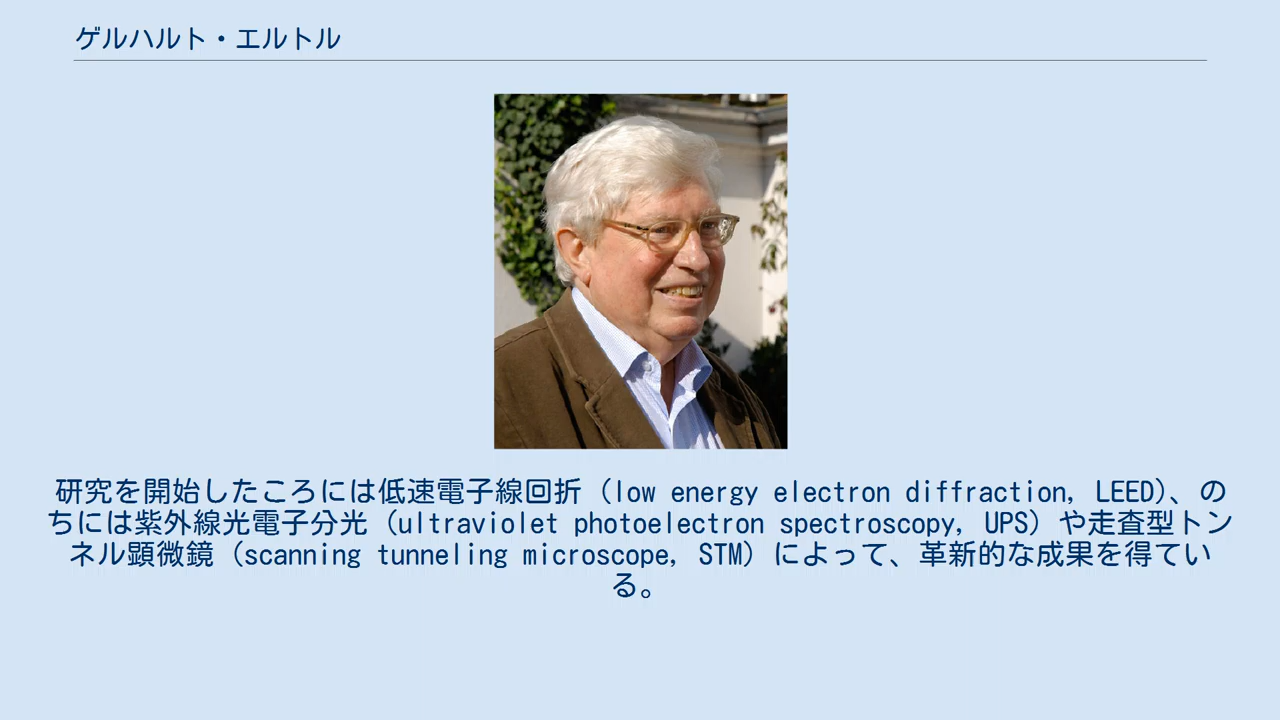 ゲルハルト・エルトル
研究を開始したころには低速電子線回折（low energy electron diffraction, LEED）、の
ちには紫外線光電子分光（ultraviolet photoelectron spectroscopy, UPS）や走査型トン
ネル顕微鏡（scanning tunneling microscope, STM）によって、革新的な成果を得てい
る。